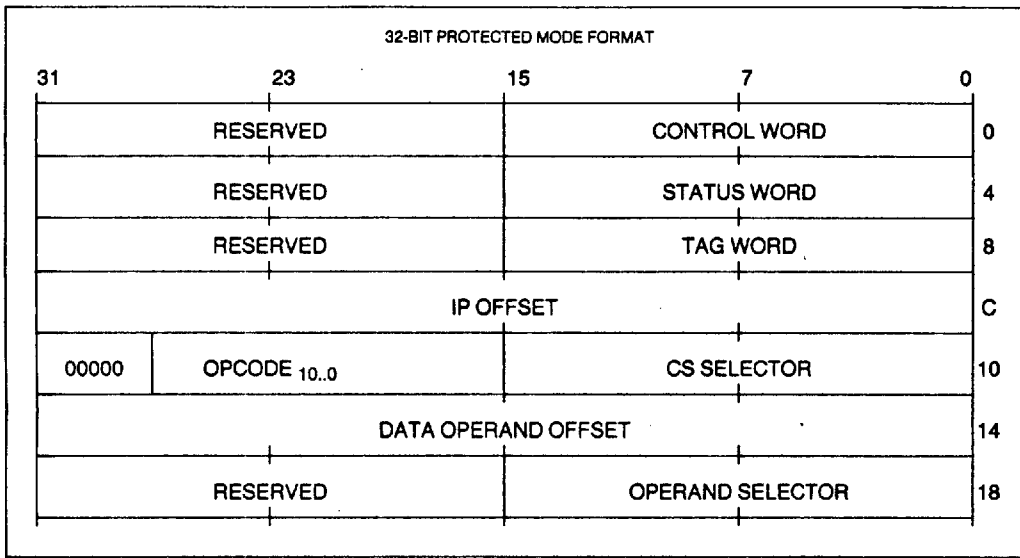 32-BIT PROTECTED MODE FORMAT
31 23 15 7 0
RESERVED CONTROL WORD 0
RESERVED STATUS WORD 4
RESERVED TAG WORD 8
IP OFFSET C
00000 OPCODE 10..0 CS SELECTOR 10
DATA OPERAND OFFSET 14
RESERVED OPERAND SELECTOR 18